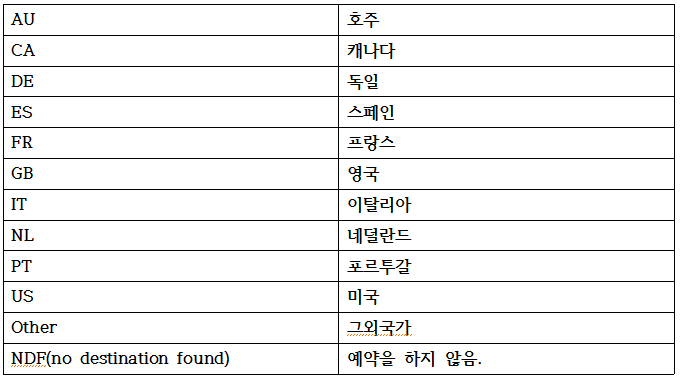 AU 호주
CA 캐나다
DE 독일
ES 스페인
FR 프랑스
GB 영국
IT 이탈리아
NL 네덜란드
PT 포르투갈
US 미국
Other 그외국가
NDF(no destination found) 예약을 하지 않음.